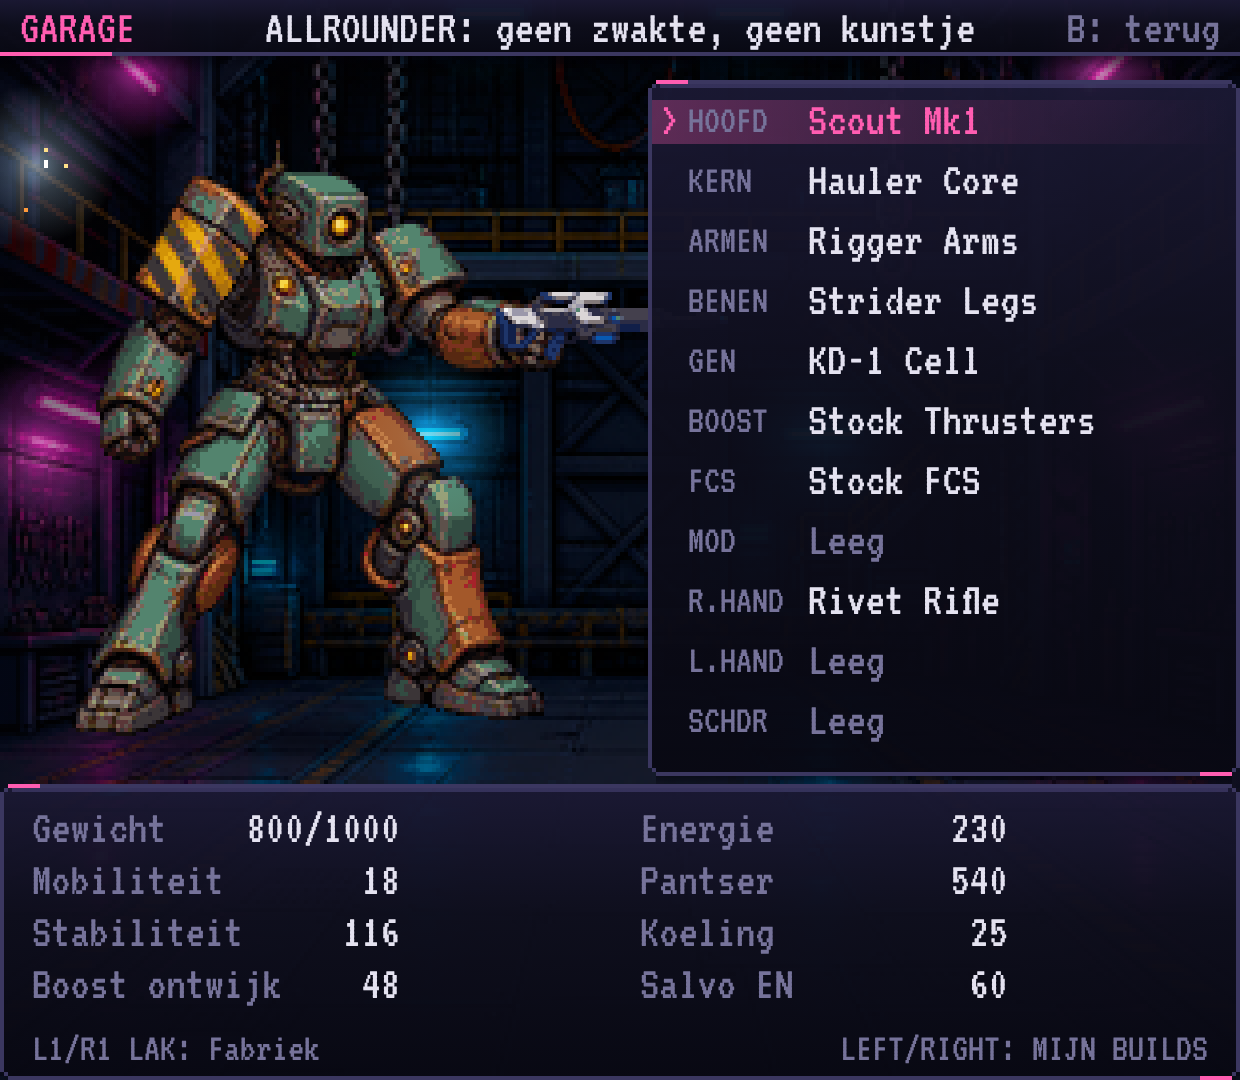 GARAGE ALLROUNDER: geen zwakte, geen kunstje B: terug
> HOOFD Scout Mk1
KERN Hauler Core
ARMEN Rigger Arms
BENEN Strider Legs
GEN KD-1 Cell
BOOST Stock Thrusters
FCS Stock FCS
MOD Leeg
R.HAND Rivet Rifle
L.HAND Leeg
SCHDR Leeg
Gewicht 800/1000 Energie 230
Mobiliteit 18 Pantser 540
Stabiliteit 116 Koeling 25
Boost ontwijk 48 Salvo EN 60
L1/R1 LAK: Fabriek LEFT/RIGHT: MIJN BUILDS